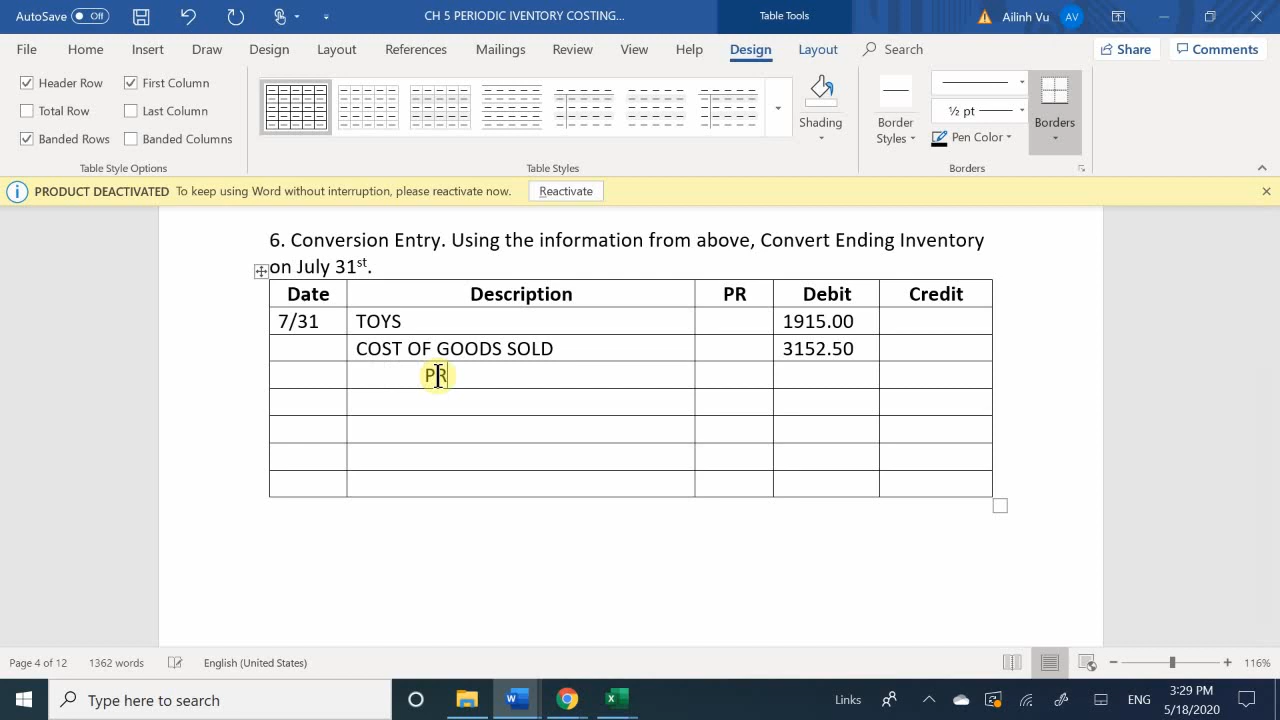 AutoSave Off
CH 5 PERIODIC IVENTORY COSTING...
Table Tools
Ailinh Vu AV
File Home Insert Draw Design Layout References Mailings Review View Help Design Layout Search Share Comments
Header Row First Column
Total Row Last Column
Banded Rows Banded Columns
Table Style Options
Table Styles
Shading
Border Styles
½ pt
Pen Color
Borders
Borders
PRODUCT DEACTIVATED To keep using Word without interruption, please reactivate now. Reactivate
6. Conversion Entry. Using the information from above, Convert Ending Inventory
on July 31st.
Date Description PR Debit Credit
7/31 TOYS 1915.00
COST OF GOODS SOLD 3152.50
PR
Page 4 of 12 1362 words English (United States) 116%
Type here to search
Links
ENG
3:29 PM
5/18/2020